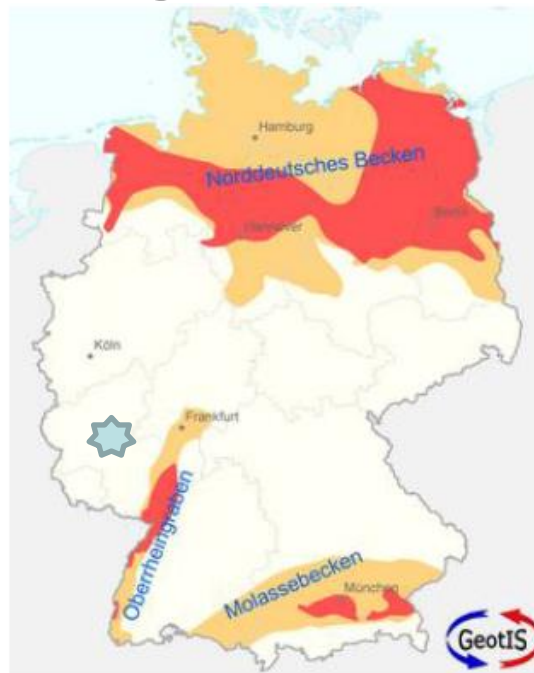 Hamburg
Norddeutsches Becken
Berlin
Hannover
Köln
Frankfurt
Oberrheingraben
Molassebecken
München
GeotIS